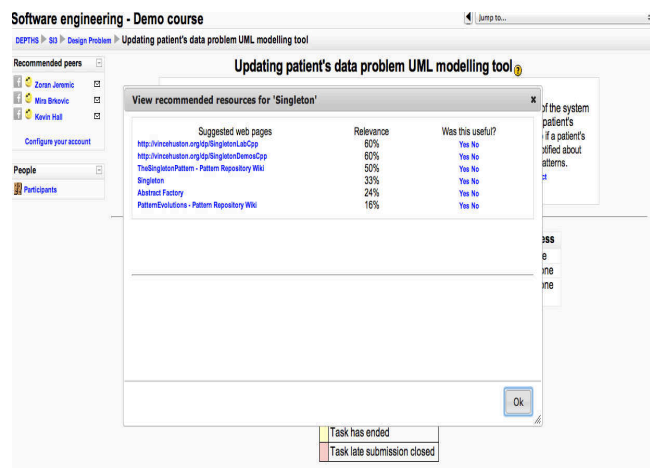 Software engineering - Demo course
Jump to...
DEPTHS SI3 Design Problem Updating patient's data problem UML modelling tool
Recommended peers
Zoran Jeremic
Mira Brkovic
Kevin Hall
Configure your account
People
Participants
Updating patient's data problem UML modelling tool
of the system
patient's
if a patient's
otified about
atterns.
View recommended resources for 'Singleton' x
Suggested web pages Relevance Was this useful?
http://vincehuston.org/dp/SingletonLabCpp 60% Yes No
http://vincehuston.org/dp/SingletonDemosCpp 60% Yes No
TheSingletonPattern - Pattern Repository Wiki 50% Yes No
Singleton 33% Yes No
Abstract Factory 24% Yes No
PatternEvolutions - Pattern Repository Wiki 16% Yes No
Ok
ess
e
one
one
Task has ended
Task late submission closed